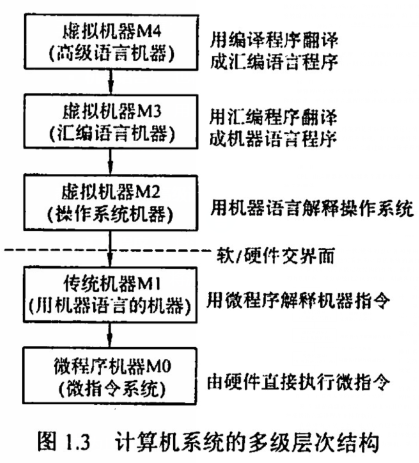 虚拟机器M4
(高级语言机器)
用编译程序翻译
成汇编语言程序
虚拟机器M3
(汇编语言机器)
用汇编程序翻译
成机器语言程序
虚拟机器M2
(操作系统机器)
用机器语言解释操作系统
软/硬件交界面
传统机器M1
(用机器语言的机器)
用微程序解释机器指令
微程序机器M0
(微指令系统)
由硬件直接执行微指令
图 1.3 计算机系统的多级层次结构